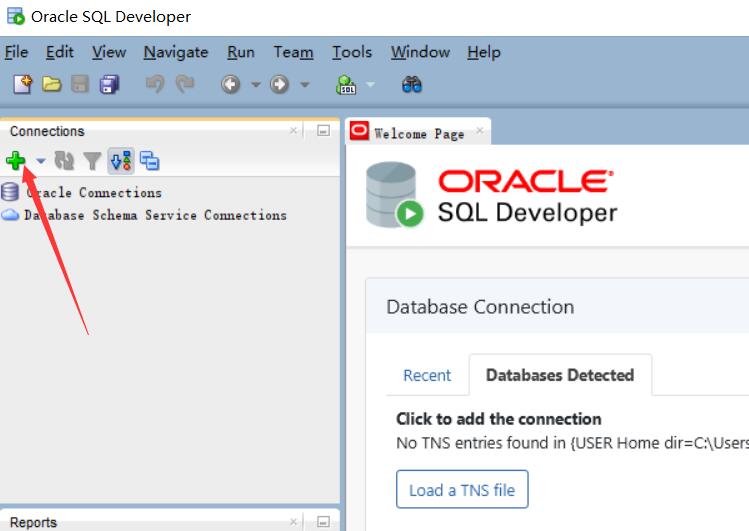 Oracle SQL Developer
File Edit View Navigate Run Team Tools Window Help
SQL
Connections
Oracle Connections
Database Schema Service Connections
Welcome Page
ORACLE
SQL Developer
Database Connection
Recent Databases Detected
Click to add the connection
No TNS entries found in {USER Home dir=C:\Users
Load a TNS file
Reports